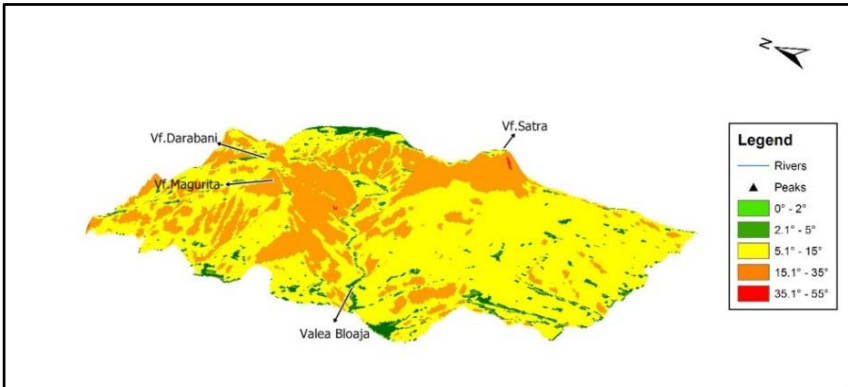 N
Vf.Darabani
Vf.Satra
Vf.Magurita
Valea Bloaja
Legend
Rivers
Peaks
0° - 2°
2.1° - 5°
5.1° - 15°
15.1° - 35°
35.1° - 55°